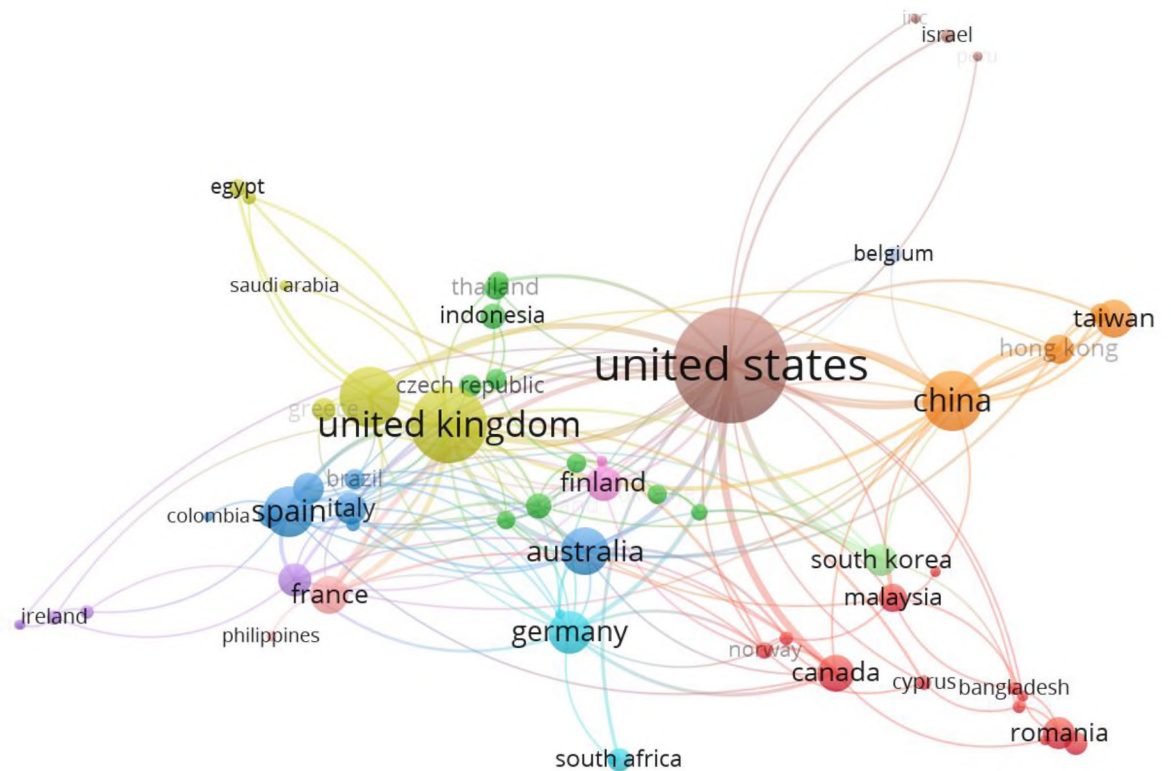 inc
israel
peru
egypt
belgium
saudi arabia
thailand
indonesia
taiwan
hong kong
united states
czech republic
china
greece
united kingdom
brazil
finland
colombia
spain
italy
australia
south korea
france
malaysia
ireland
philippines
germany
norway
canada
cyprus
bangladesh
romania
south africa